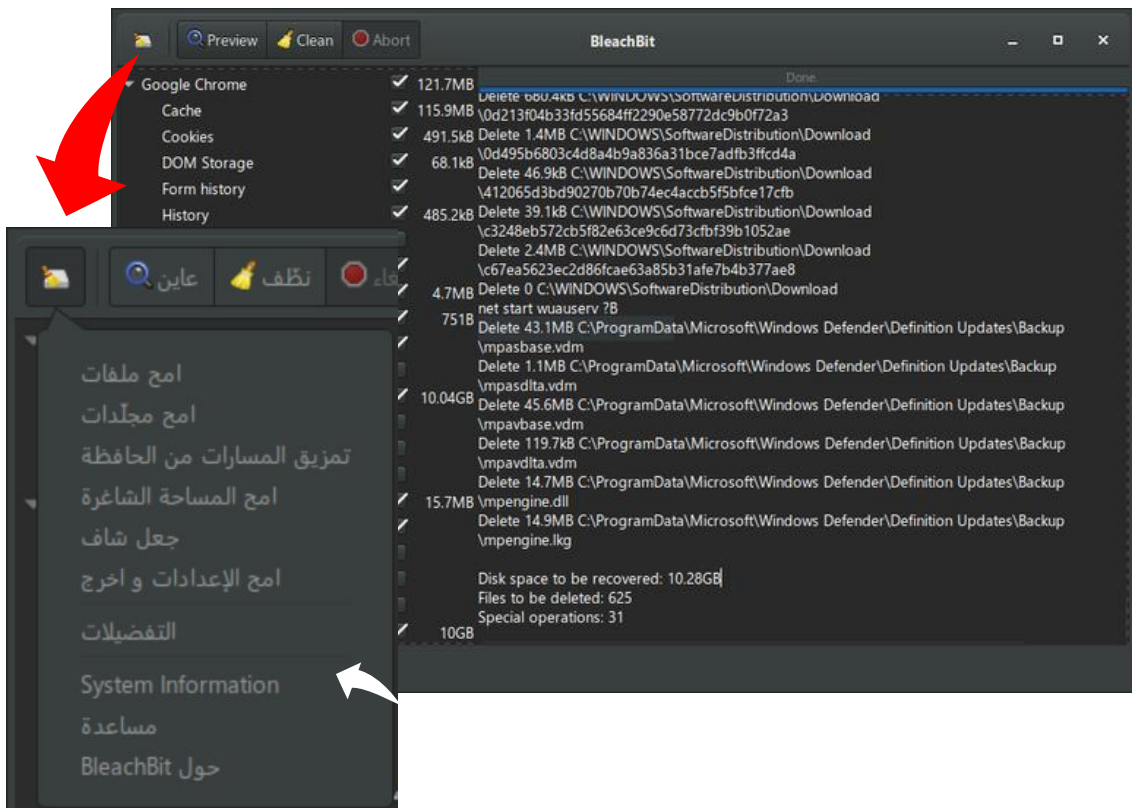 Preview Clean Abort BleachBit
Done.
Google Chrome 121.7MB
Cache 115.9MB
Cookies 491.5kB
DOM Storage 68.1kB
Form history
History 485.2kB
4.7MB
751B
10.04GB
15.7MB
10GB
Delete 680.4kB C:\WINDOWS\SoftwareDistribution\Download
\0d213f04b33fd55684ff2290e58772dc9b0f72a3
Delete 1.4MB C:\WINDOWS\SoftwareDistribution\Download
\0d495b6803c4d8a4b9a836a31bce7adfb3ffcd4a
Delete 46.9kB C:\WINDOWS\SoftwareDistribution\Download
\412065d3bd90270b70b74ec4accb5f5bfce17cfb
Delete 39.1kB C:\WINDOWS\SoftwareDistribution\Download
\c3248eb572cb5f82e63ce9c6d73cfbf39b1052ae
Delete 2.4MB C:\WINDOWS\SoftwareDistribution\Download
\c67ea5623ec2d86fcae63a85b31afe7b4b377ae8
Delete 0 C:\WINDOWS\SoftwareDistribution\Download
net start wuauserv ?B
Delete 43.1MB C:\ProgramData\Microsoft\Windows Defender\Definition Updates\Backup
\mpasbase.vdm
Delete 1.1MB C:\ProgramData\Microsoft\Windows Defender\Definition Updates\Backup
\mpasdlta.vdm
Delete 45.6MB C:\ProgramData\Microsoft\Windows Defender\Definition Updates\Backup
\mpavbase.vdm
Delete 119.7kB C:\ProgramData\Microsoft\Windows Defender\Definition Updates\Backup
\mpavdlta.vdm
Delete 14.7MB C:\ProgramData\Microsoft\Windows Defender\Definition Updates\Backup
\mpengine.dll
Delete 14.9MB C:\ProgramData\Microsoft\Windows Defender\Definition Updates\Backup
\mpengine.lkg
Disk space to be recovered: 10.28GB
Files to be deleted: 625
Special operations: 31
عاين نظّف
امح ملفات
امح مجلّدات
تمزيق المسارات من الحافظة
امح المساحة الشاغرة
جعل شاف
امح الإعدادات و اخرج
التفضيلات
System Information
مساعدة
حول BleachBit